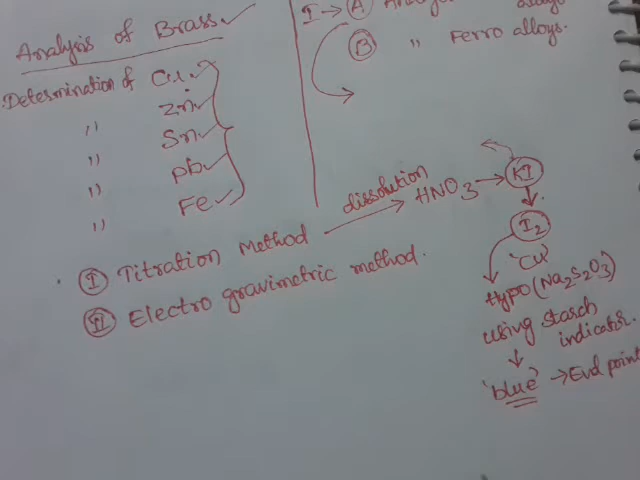 Analysis of Brass
Determination of Cu
" Zn
" Sn
" Pb
" Fe
I → A
B " Ferro alloys.
I Titration Method dissolution HNO3 → KI
I2
'Cu'
Hypo (Na2S2O3)
using starch
indicator.
'blue' → End point
II Electro gravimetric method.